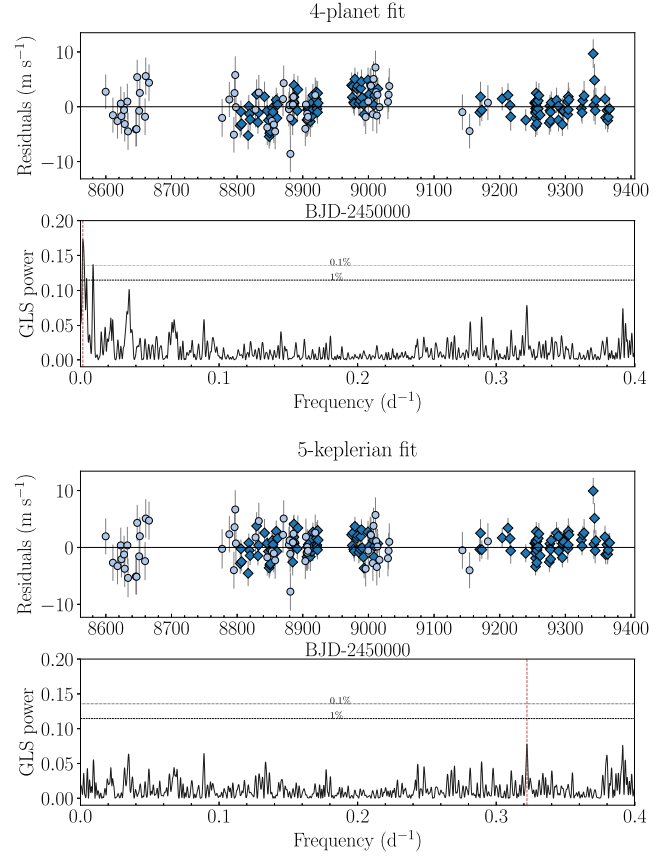 4-planet fit
10
0
−10
Residuals (m s⁻¹)
8600 8700 8800 8900 9000 9100 9200 9300 9400
BJD-2450000
0.20
0.15
0.10
0.05
0.00
GLS power
0.1%
1%
0.0 0.1 0.2 0.3 0.4
Frequency (d⁻¹)
5-keplerian fit
10
0
−10
Residuals (m s⁻¹)
8600 8700 8800 8900 9000 9100 9200 9300 9400
BJD-2450000
0.20
0.15
0.10
0.05
0.00
GLS power
0.1%
1%
0.0 0.1 0.2 0.3 0.4
Frequency (d⁻¹)